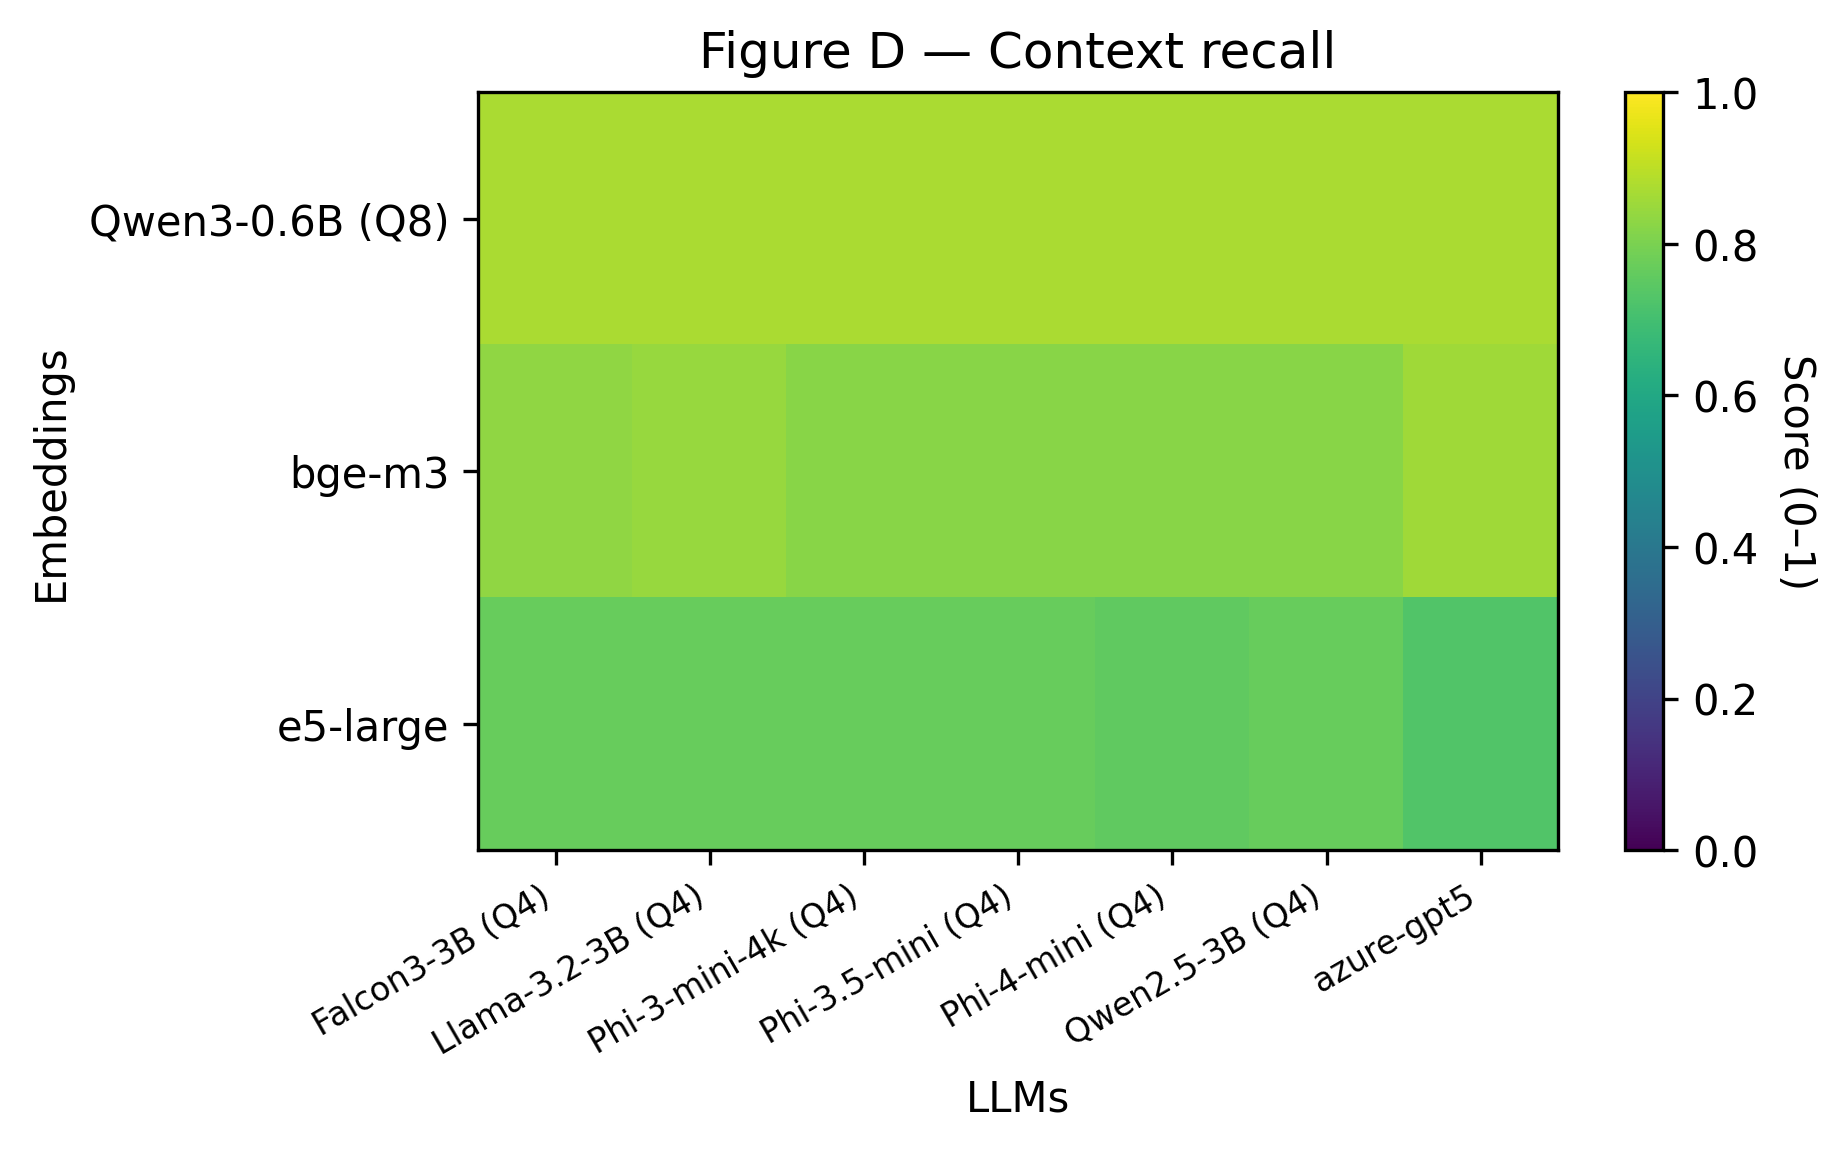 Figure D — Context recall
Embeddings
Qwen3-0.6B (Q8)
bge-m3
e5-large
Falcon3-3B (Q4)
Llama-3.2-3B (Q4)
Phi-3-mini-4k (Q4)
Phi-3.5-mini (Q4)
Phi-4-mini (Q4)
Qwen2.5-3B (Q4)
azure-gpt5
LLMs
1.0
0.8
0.6
0.4
0.2
0.0
Score (0–1)